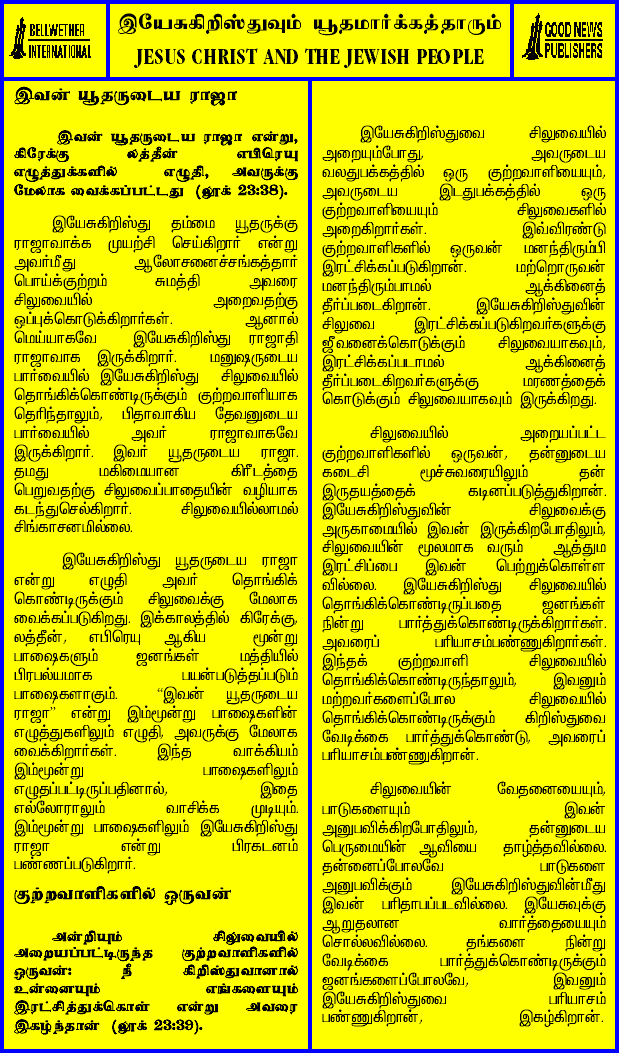 BELLWETHER
INTERNATIONAL
இயேசுகிறிஸ்துவும் யூதமார்க்கத்தாரும்
JESUS CHRIST AND THE JEWISH PEOPLE
GOOD NEWS
PUBLISHERS
இவன் யூதருடைய ராஜா
இவன் யூதருடைய ராஜா என்று,
கிரேக்கு லத்தீன் எபிரெயு
எழுத்துக்களில் எழுதி, அவருக்கு
மேலாக வைக்கப்பட்டது (லூக் 23:38).
இயேசுகிறிஸ்து தம்மை யூதருக்கு
ராஜாவாக்க முயற்சி செய்கிறார் என்று
அவர்மீது ஆலோசனைச்சங்கத்தார்
பொய்க்குற்றம் சுமத்தி அவரை
சிலுவையில் அறைவதற்கு
ஒப்புக்கொடுக்கிறார்கள். ஆனால்
மெய்யாகவே இயேசுகிறிஸ்து ராஜாதி
ராஜாவாக இருக்கிறார். மனுஷருடைய
பார்வையில் இயேசுகிறிஸ்து சிலுவையில்
தொங்கிக்கொண்டிருக்கும் குற்றவாளியாக
தெரிந்தாலும், பிதாவாகிய தேவனுடைய
பார்வையில் அவர் ராஜாவாகவே
இருக்கிறார். இவர் யூதருடைய ராஜா.
தமது மகிமையான கிரீடத்தை
பெறுவதற்கு சிலுவைப்பாதையின் வழியாக
கடந்துசெல்கிறார். சிலுவையில்லாமல்
சிங்காசனமில்லை.
இயேசுகிறிஸ்து யூதருடைய ராஜா
என்று எழுதி அவர் தொங்கிக்
கொண்டிருக்கும் சிலுவைக்கு மேலாக
வைக்கப்படுகிறது. இக்காலத்தில் கிரேக்கு,
லத்தீன், எபிரெயு ஆகிய மூன்று
பாஷைகளும் ஜனங்கள் மத்தியில்
பிரபல்யமாக பயன்படுத்தப்படும்
பாஷைகளாகும். “இவன் யூதருடைய
ராஜா” என்று இம்மூன்று பாஷைகளின்
எழுத்துகளிலும் எழுதி, அவருக்கு மேலாக
வைக்கிறார்கள். இந்த வாக்கியம்
இம்மூன்று பாஷைகளிலும்
எழுதப்பட்டிருப்பதினால், இதை
எல்லோராலும் வாசிக்க முடியும்.
இம்மூன்று பாஷைகளிலும் இயேசுகிறிஸ்து
ராஜா என்று பிரகடனம்
பண்ணப்படுகிறார்.
குற்றவாளிகளில் ஒருவன்
அன்றியும் சிலுவையில்
அறையப்பட்டிருந்த குற்றவாளிகளில்
ஒருவன்: நீ கிறிஸ்துவானால்
உன்னையும் எங்களையும்
இரட்சித்துக்கொள் என்று அவரை
இகழ்ந்தான் (லூக் 23:39).
இயேசுகிறிஸ்துவை சிலுவையில்
அறையும்போது, அவருடைய
வலதுபக்கத்தில் ஒரு குற்றவாளியையும்,
அவருடைய இடதுபக்கத்தில் ஒரு
குற்றவாளியையும் சிலுவைகளில்
அறைகிறார்கள். இவ்விரண்டு
குற்றவாளிகளில் ஒருவன் மனந்திரும்பி
இரட்சிக்கப்படுகிறான். மற்றொருவன்
மனந்திரும்பாமல் ஆக்கினைத்
தீர்ப்படைகிறான். இயேசுகிறிஸ்துவின்
சிலுவை இரட்சிக்கப்படுகிறவர்களுக்கு
ஜீவனைக்கொடுக்கும் சிலுவையாகவும்,
இரட்சிக்கப்படாமல் ஆக்கினைத்
தீர்ப்படைகிறவர்களுக்கு மரணத்தைக்
கொடுக்கும் சிலுவையாகவும் இருக்கிறது.
சிலுவையில் அறையப்பட்ட
குற்றவாளிகளில் ஒருவன், தன்னுடைய
கடைசி மூச்சுவரையிலும் தன்
இருதயத்தைக் கடினப்படுத்துகிறான்.
இயேசுகிறிஸ்துவின் சிலுவைக்கு
அருகாமையில் இவன் இருக்கிறபோதிலும்,
சிலுவையின் மூலமாக வரும் ஆத்தும
இரட்சிப்பை இவன் பெற்றுக்கொள்ள
வில்லை. இயேசுகிறிஸ்து சிலுவையில்
தொங்கிக்கொண்டிருப்பதை ஜனங்கள்
நின்று பார்த்துக்கொண்டிருக்கிறார்கள்.
அவரைப் பரியாசம்பண்ணுகிறார்கள்.
இந்தக் குற்றவாளி சிலுவையில்
தொங்கிக்கொண்டிருந்தாலும், இவனும்
மற்றவர்களைப்போல சிலுவையில்
தொங்கிக்கொண்டிருக்கும் கிறிஸ்துவை
வேடிக்கை பார்த்துக்கொண்டு, அவரைப்
பரியாசம்பண்ணுகிறான்.
சிலுவையின் வேதனையையும்,
பாடுகளையும் இவன்
அனுபவிக்கிறபோதிலும், தன்னுடைய
பெருமையின் ஆவியை தாழ்த்தவில்லை.
தன்னைப்போலவே பாடுகளை
அனுபவிக்கும் இயேசுகிறிஸ்துவின்மீது
இவன் பரிதாபப்படவில்லை. இயேசுவுக்கு
ஆறுதலான வார்த்தையையும்
சொல்லவில்லை. தங்களை நின்று
வேடிக்கை பார்த்துக்கொண்டிருக்கும்
ஜனங்களைப்போலவே, இவனும்
இயேசுகிறிஸ்துவை பரியாசம்
பண்ணுகிறான், இகழ்கிறான்.